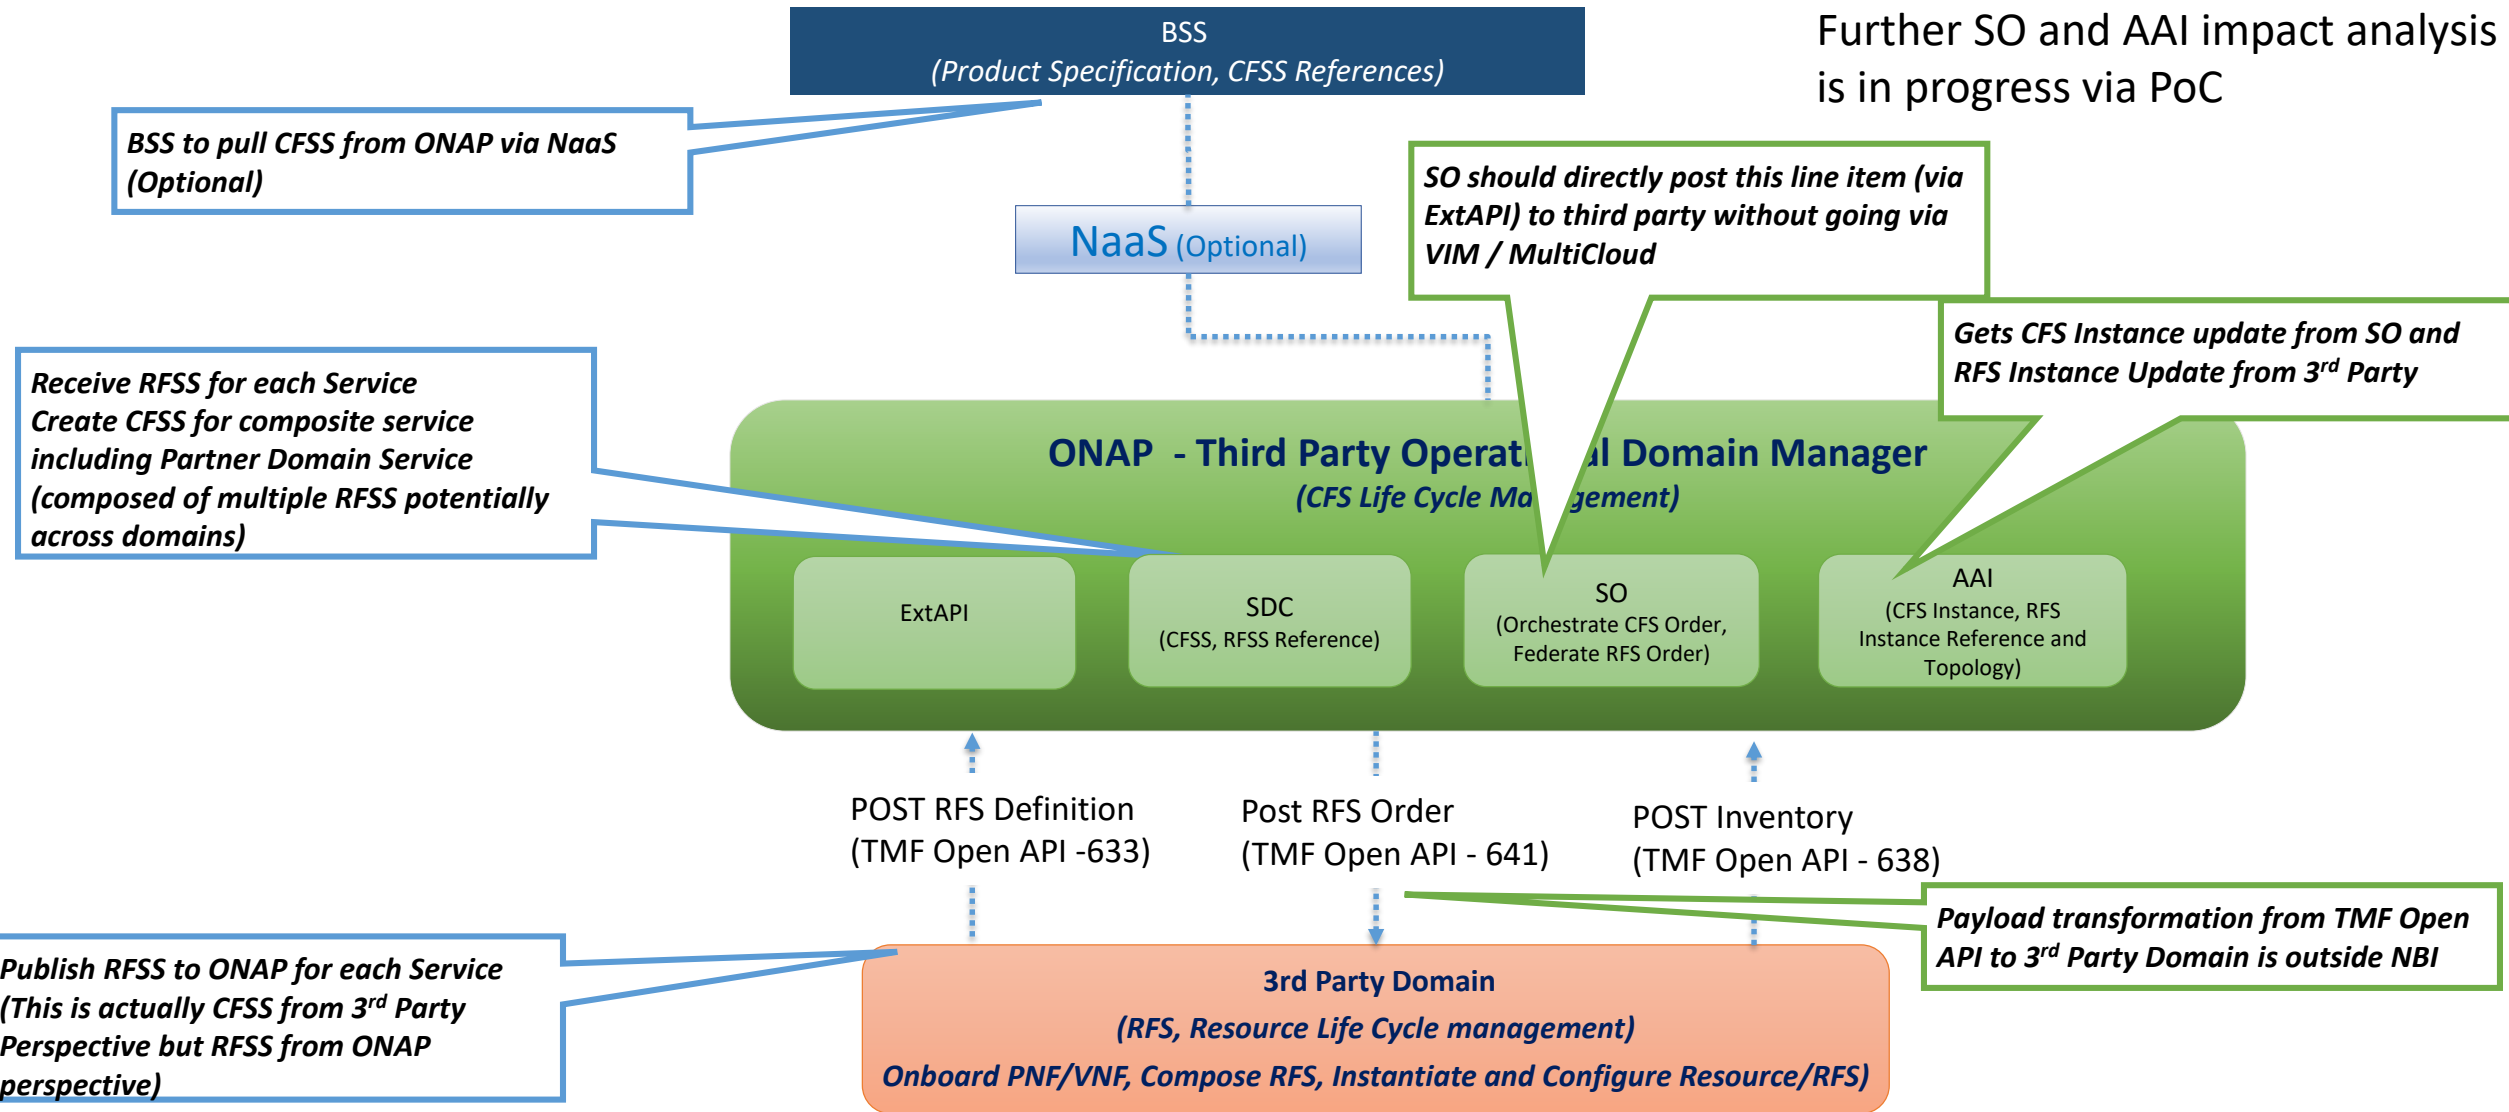 BSS
(Product Specification, CFSS References)
Further SO and AAI impact analysis
is in progress via PoC
BSS to pull CFSS from ONAP via NaaS
(Optional)
SO should directly post this line item (via
ExtAPI) to third party without going via
VIM / MultiCloud
NaaS (Optional)
Gets CFS Instance update from SO and
RFS Instance Update from 3rd Party
Receive RFSS for each Service
Create CFSS for composite service
including Partner Domain Service
(composed of multiple RFSS potentially
across domains)
ONAP - Third Party Operat al Domain Manager
(CFS Life Cycle Ma gement)
ExtAPI
SDC
(CFSS, RFSS Reference)
SO
(Orchestrate CFS Order,
Federate RFS Order)
AAI
(CFS Instance, RFS
Instance Reference and
Topology)
POST RFS Definition
(TMF Open API -633)
Post RFS Order
(TMF Open API - 641)
POST Inventory
(TMF Open API - 638)
Payload transformation from TMF Open
API to 3rd Party Domain is outside NBI
Publish RFSS to ONAP for each Service
(This is actually CFSS from 3rd Party
Perspective but RFSS from ONAP
perspective)
3rd Party Domain
(RFS, Resource Life Cycle management)
Onboard PNF/VNF, Compose RFS, Instantiate and Configure Resource/RFS)